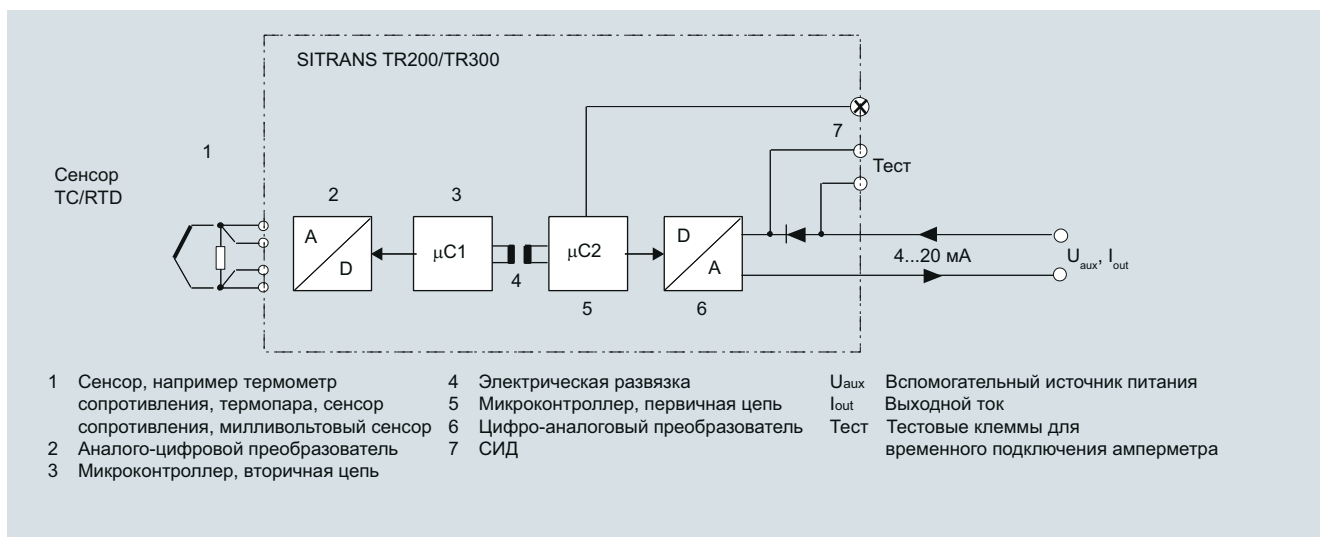 SITRANS TR200/TR300
1
7
Сенсор
TC/RTD
Тест
2
3
A
D
µC1
4
µC2
5
D
A
6
4...20 мА
Uaux, Iout
1 Сенсор, например термометр
сопротивления, термопара, сенсор
сопротивления, милливольтовый сенсор
2 Аналого-цифровой преобразователь
3 Микроконтроллер, вторичная цепь
4 Электрическая развязка
5 Микроконтроллер, первичная цепь
6 Цифро-аналоговый преобразователь
7 СИД
Uaux Вспомогательный источник питания
Iout Выходной ток
Тест Тестовые клеммы для
временного подключения амперметра